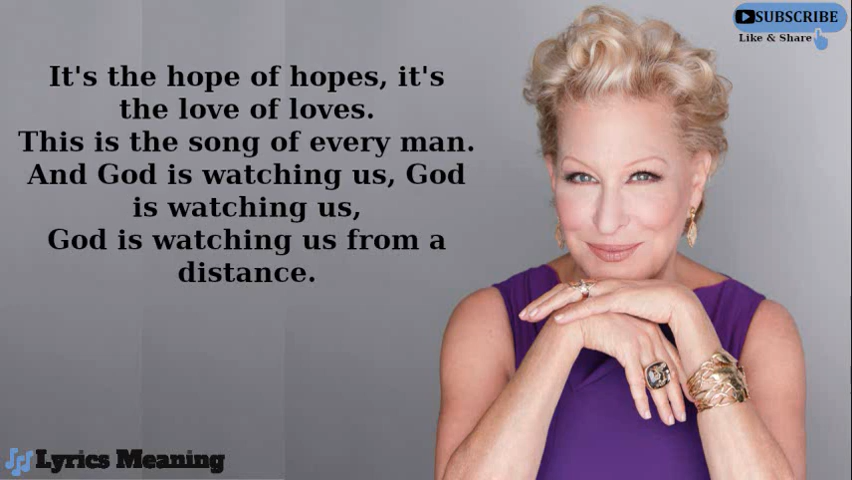 SUBSCRIBE
Like & Share
It's the hope of hopes, it's
the love of loves.
This is the song of every man.
And God is watching us, God
is watching us,
God is watching us from a
distance.
Lyrics Meaning